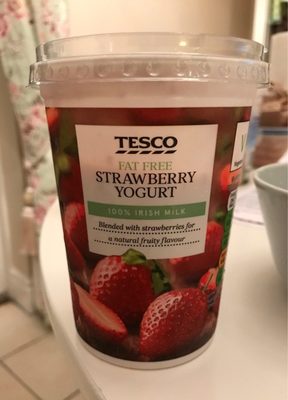 TESCO
FAT FREE
STRAWBERRY
YOGURT
100% IRISH MILK
Blended with strawberries for
a natural fruity flavour